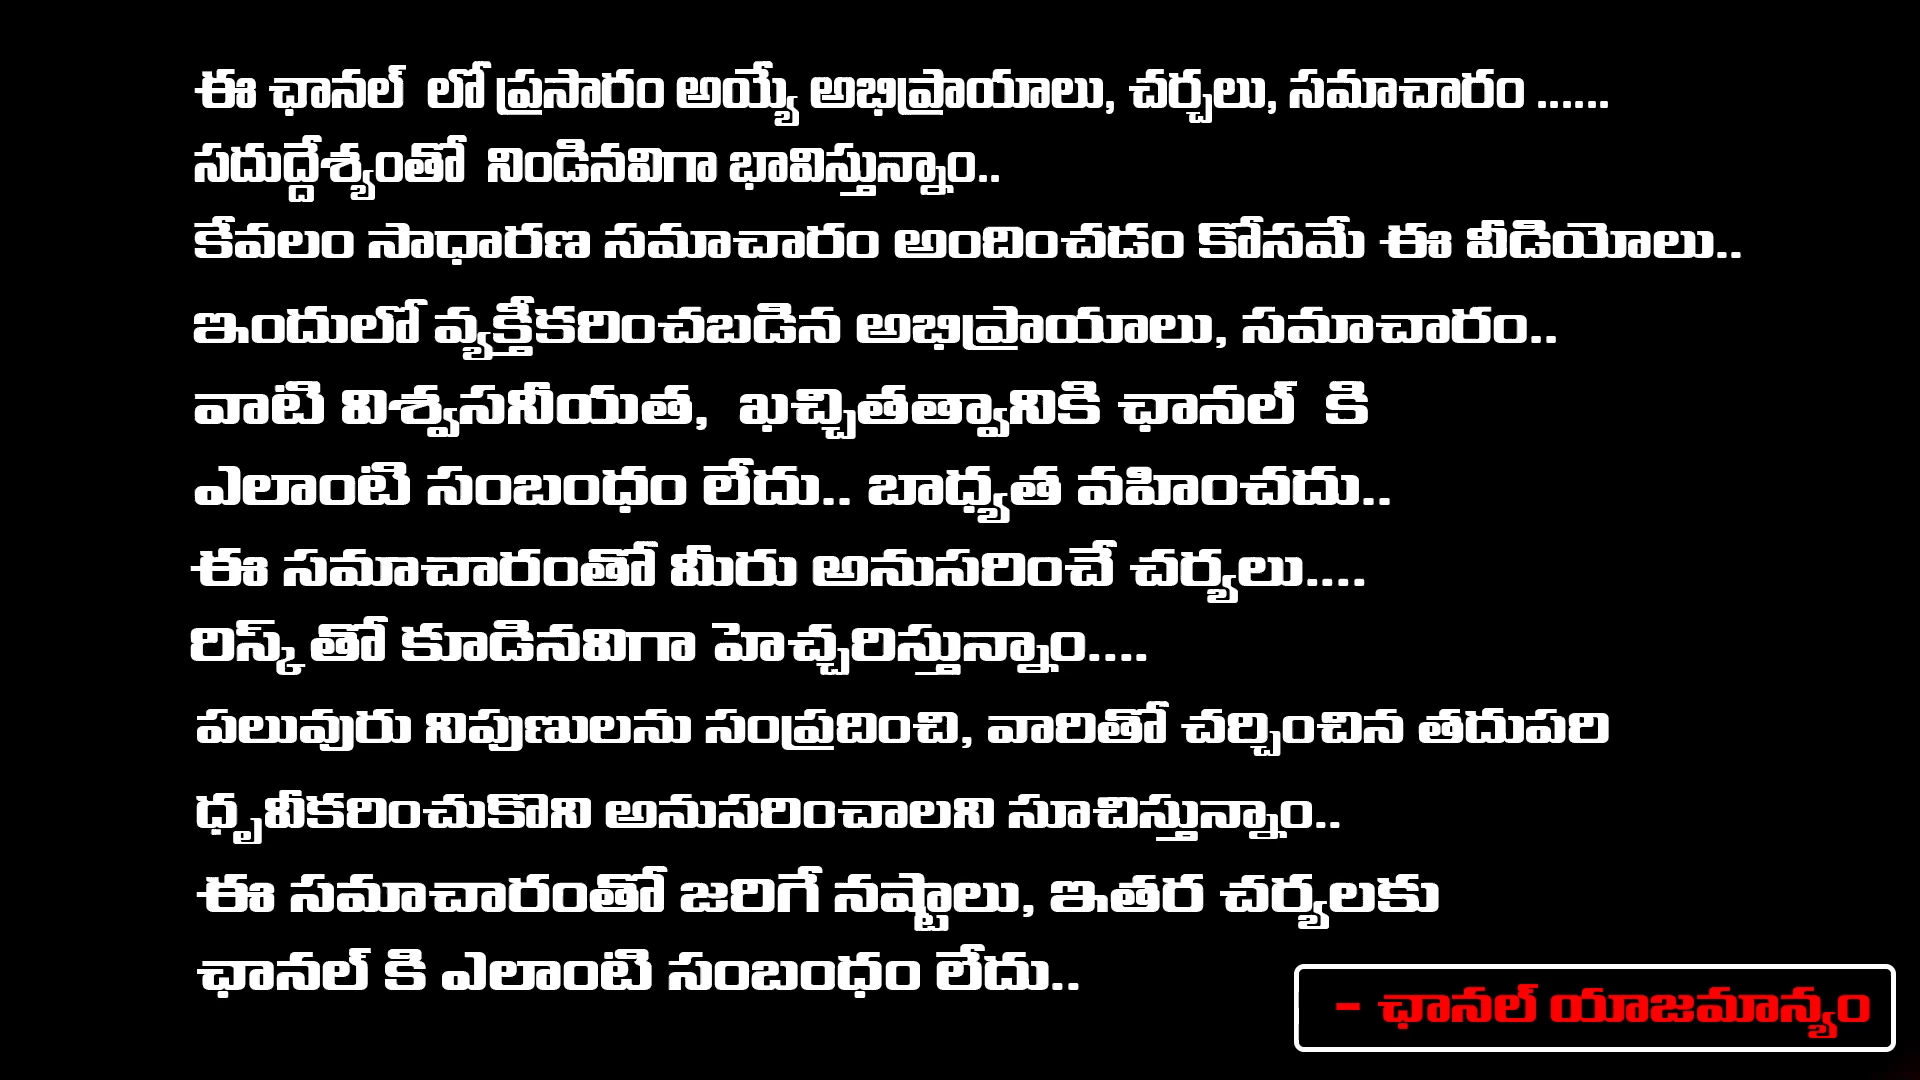 ఈ ఛానల్ లో ప్రసారం అయ్యే అభిప్రాయాలు, చర్చలు, సమాచారం ......
సదుద్దేశ్యంతో నిండినవిగా భావిస్తున్నాం..
కేవలం సాధారణ సమాచారం అందించడం కోసమే ఈ వీడియోలు..
ఇందులో వ్యక్తీకరించబడిన అభిప్రాయాలు, సమాచారం..
వాటి విశ్వసనీయత, ఖచ్చితత్వానికి ఛానల్ కి
ఎలాంటి సంబంధం లేదు.. బాధ్యత వహించదు..
ఈ సమాచారంతో మీరు అనుసరించే చర్యలు....
రిస్క్ తో కూడినవిగా హెచ్చరిస్తున్నాం....
పలువురు నిపుణులను సంప్రదించి, వారితో చర్చించిన తదుపరి
ధృవీకరించుకొని అనుసరించాలని సూచిస్తున్నాం..
ఈ సమాచారంతో జరిగే నష్టాలు, ఇతర చర్యలకు
ఛానల్ కి ఎలాంటి సంబంధం లేదు..
- ఛానల్ యాజమాన్యం